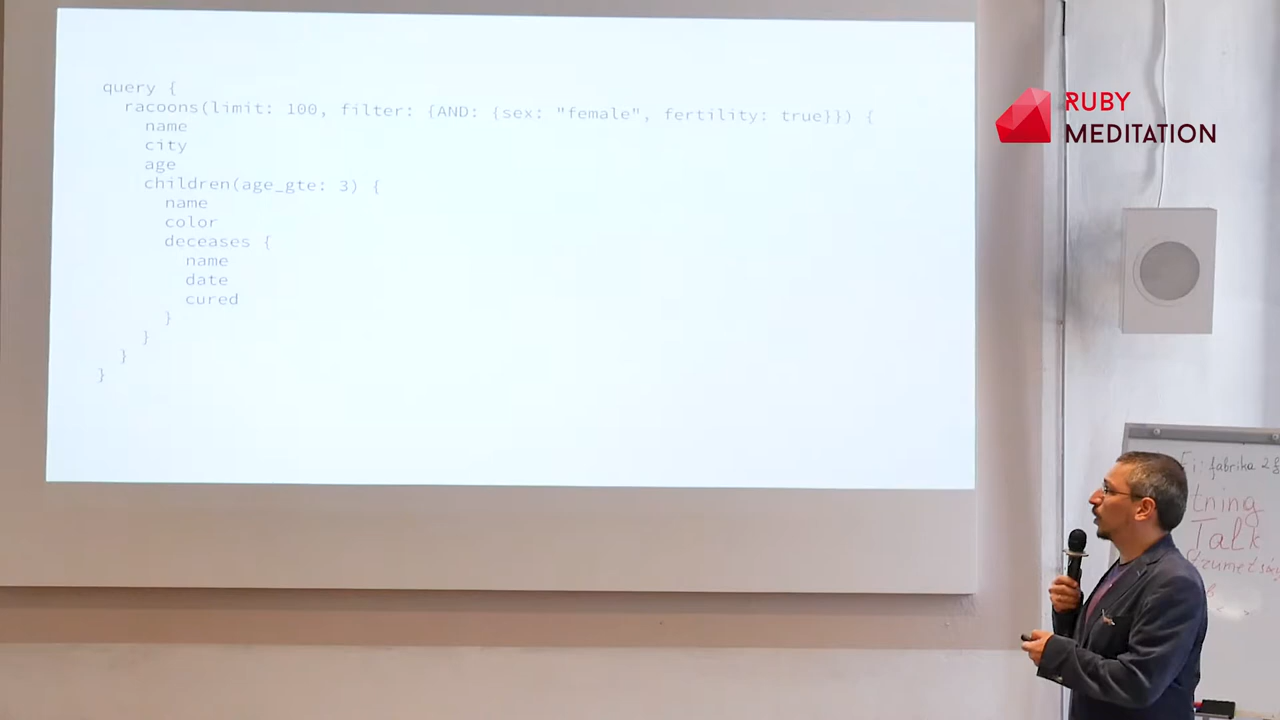 query {
racoons(limit: 100, filter: {AND: {sex: "female", fertility: true}}) {
name
city
age
children(age_gte: 3) {
name
color
deceases {
name
date
cured
}
}
}
}
RUBY
MEDITATION
fabrika
tning
Talk